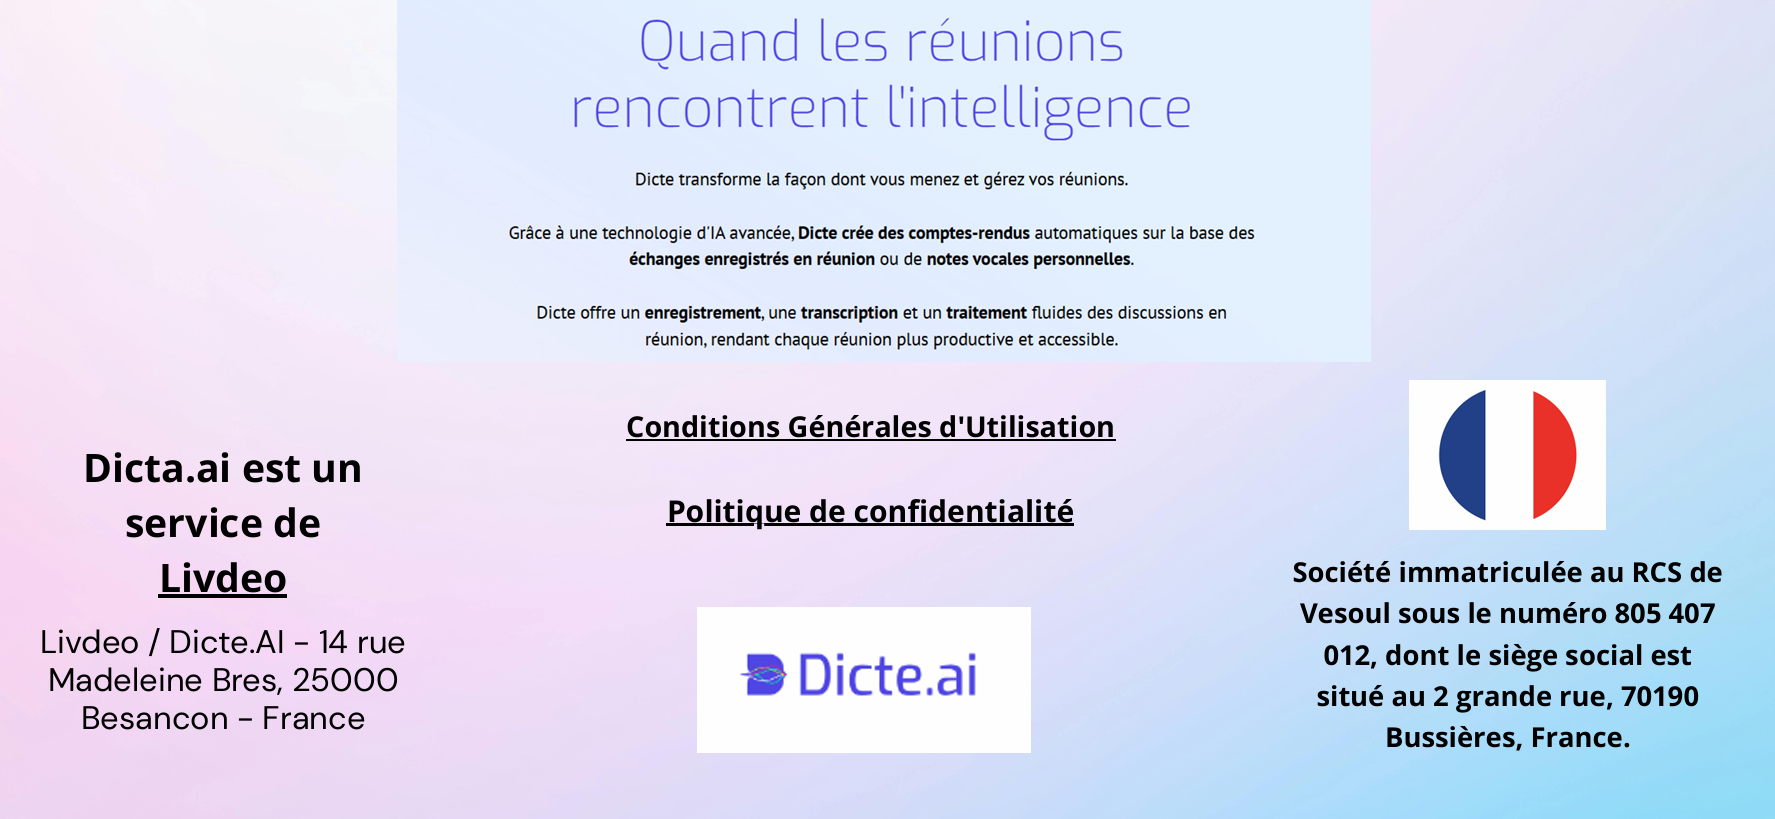 Quand les réunions
rencontrent l'intelligence
Dicte transforme la façon dont vous menez et gérez vos réunions.
Grâce à une technologie d'IA avancée, Dicte crée des comptes-rendus automatiques sur la base des
échanges enregistrés en réunion ou de notes vocales personnelles.
Dicte offre un enregistrement, une transcription et un traitement fluides des discussions en
réunion, rendant chaque réunion plus productive et accessible.
Conditions Générales d'Utilisation
Politique de confidentialité
Dicta.ai est un
service de
Livdeo
Livdeo / Dicte.AI - 14 rue
Madeleine Bres, 25000
Besancon - France
Dicte.ai
Société immatriculée au RCS de
Vesoul sous le numéro 805 407
012, dont le siège social est
situé au 2 grande rue, 70190
Bussières, France.